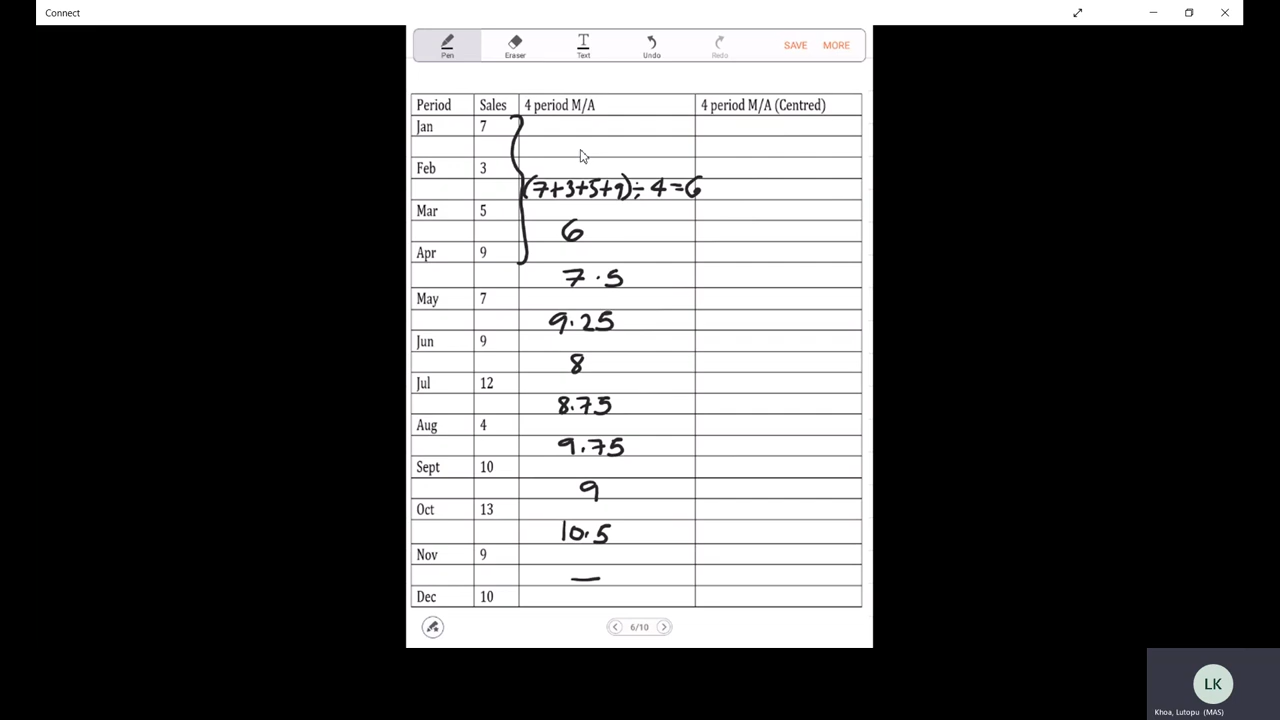 Connect
Pen Eraser Text Undo Redo SAVE MORE
Period Sales 4 period M/A 4 period M/A (Centred)
Jan 7
Feb 3
(7+3+5+9)÷4=6
Mar 5
6
Apr 9
7.5
May 7
9.25
Jun 9
8
Jul 12
8.75
Aug 4
9.75
Sept 10
9
Oct 13
10.5
Nov 9
—
Dec 10
6/10
LK
Khoa, Lutopu (MAS)